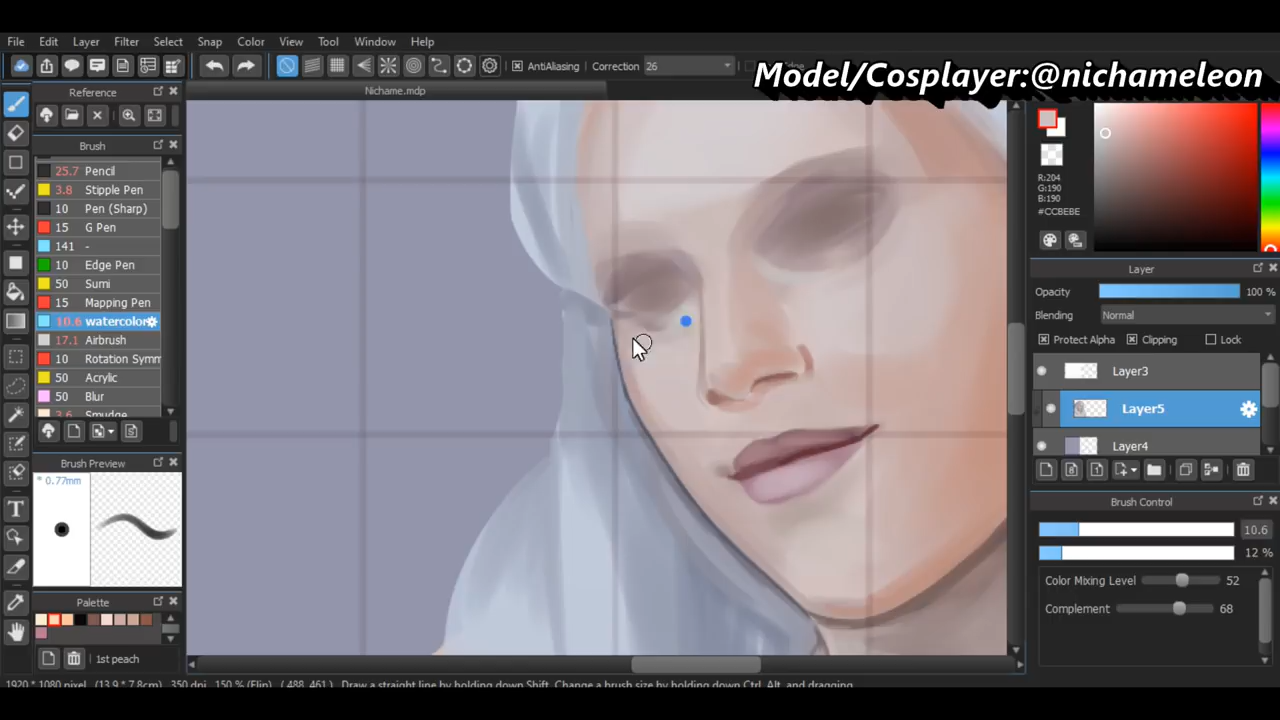 File Edit Layer Filter Select Snap Color View Tool Window Help
AntiAliasing Correction 26
Model/Cosplayer:@nichameleon
Reference
Nichame.mdp
Brush
25.7 Pencil
3.8 Stipple Pen
10 Pen (Sharp)
15 G Pen
141 -
10 Edge Pen
50 Sumi
15 Mapping Pen
10.6 watercolor
17.1 Airbrush
10 Rotation Symm
50 Acrylic
50 Blur
3.6 Smudge
Brush Preview
* 0.77mm
T
Palette
1st peach
R:204
G:190
B:190
#CCBEBE
Layer
Opacity 100 %
Blending Normal
Protect Alpha Clipping Lock
Layer3
Layer5
Layer4
Brush Control
10.6
12 %
Color Mixing Level 52
Complement 68
1920 * 1080 pixel (13.9 * 7.8cm) 350 dpi 150 % (Flip) ( 488, 461 ) Draw a straight line by holding down Shift, Change a brush size by holding down Ctrl, Alt, and dragging